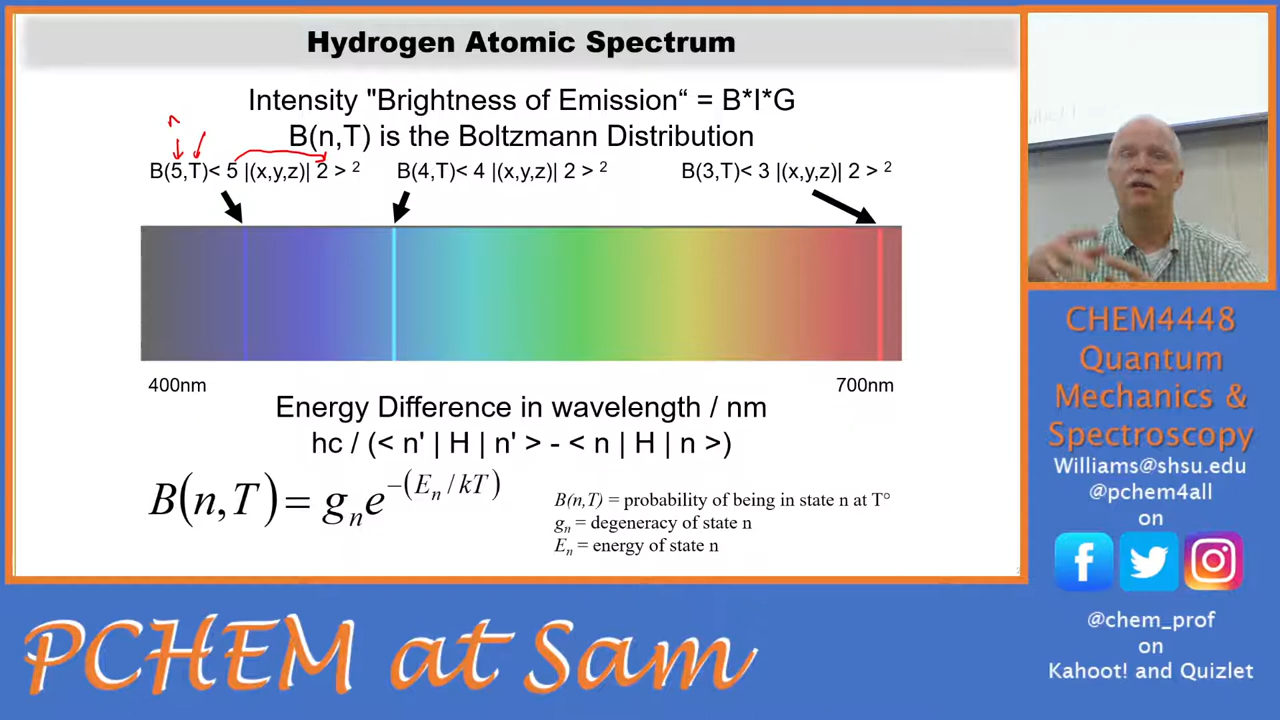 Hydrogen Atomic Spectrum
Intensity "Brightness of Emission“ = B*I*G
B(n,T) is the Boltzmann Distribution
n
B(5,T)< 5 |(x,y,z)| 2 > 2 B(4,T)< 4 |(x,y,z)| 2 > 2 B(3,T)< 3 |(x,y,z)| 2 > 2
400nm 700nm
Energy Difference in wavelength / nm
hc / (< n' | H | n' > - < n | H | n >)
B(n,T) = gₙe^−(Eₙ / kT)
B(n,T) = probability of being in state n at T°
gₙ = degeneracy of state n
Eₙ = energy of state n
CHEM4448
Quantum
Mechanics &
Spectroscopy
Williams@shsu.edu
@pchem4all
on
@chem_prof
on
Kahoot! and Quizlet
PCHEM at Sam